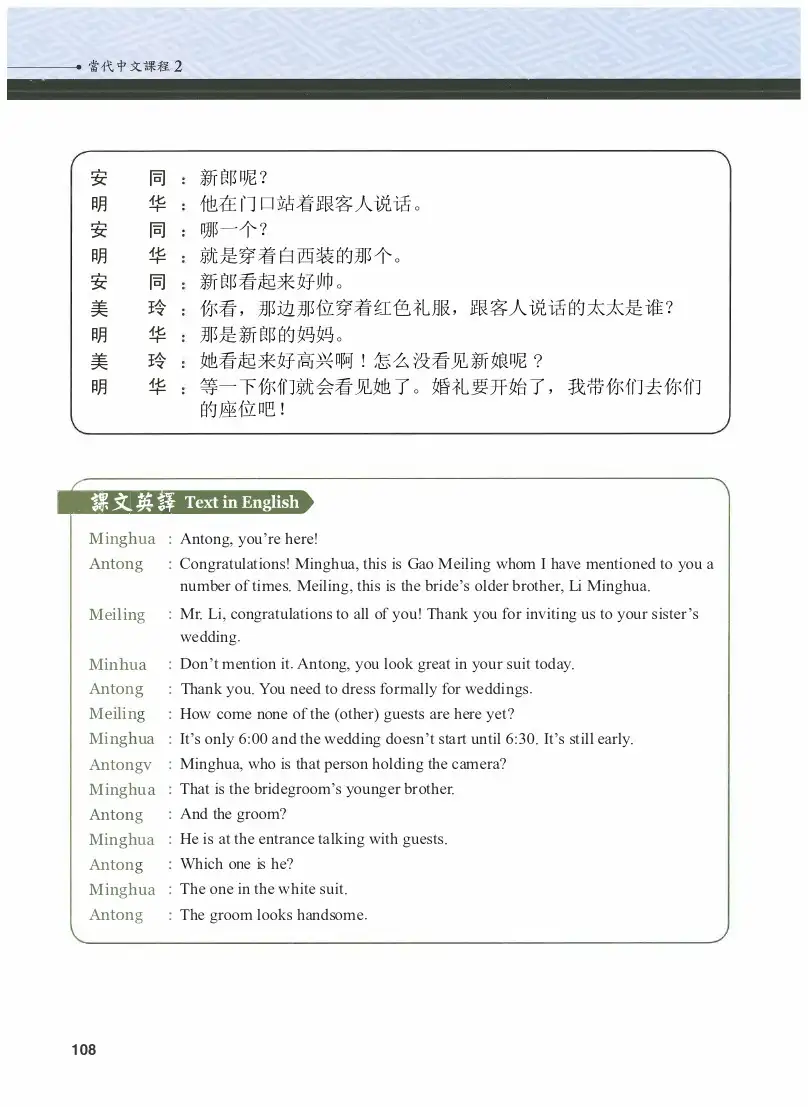 當代中文課程 2
安 同 : 新郎呢?
明 华 : 他在门口站着跟客人说话。
安 同 : 哪一个?
明 华 : 就是穿着白西装的那个。
安 同 : 新郎看起来好帅。
美 玲 : 你看，那边那位穿着红色礼服，跟客人说话的太太是谁?
明 华 : 那是新郎的妈妈。
美 玲 : 她看起来好高兴啊！怎么没看见新娘呢？
明 华 : 等一下你们就会看见她了。婚礼要开始了，我带你们去你们
的座位吧！
課文英譯 Text in English
Minghua : Antong, you're here!
Antong : Congratulations! Minghua, this is Gao Meiling whom I have mentioned to you a
number of times. Meiling, this is the bride's older brother, Li Minghua.
Meiling : Mr. Li, congratulations to all of you! Thank you for inviting us to your sister's
wedding.
Minhua : Don't mention it. Antong, you look great in your suit today.
Antong : Thank you. You need to dress formally for weddings.
Meiling : How come none of the (other) guests are here yet?
Minghua : It's only 6:00 and the wedding doesn't start until 6:30. It's still early.
Antongv : Minghua, who is that person holding the camera?
Minghua : That is the bridegroom's younger brother.
Antong : And the groom?
Minghua : He is at the entrance talking with guests.
Antong : Which one is he?
Minghua : The one in the white suit.
Antong : The groom looks handsome.
108